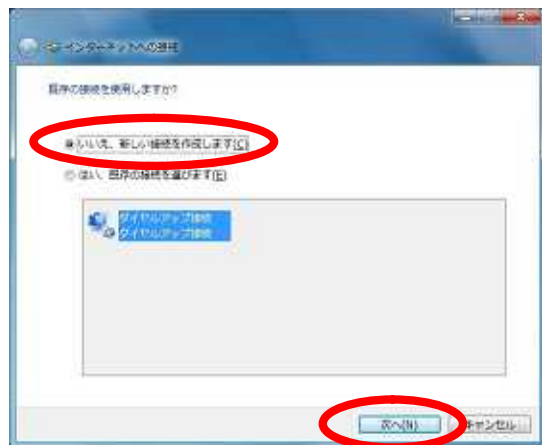 インターネットへの接続
既存の接続を使用しますか?
いいえ、新しい接続を作成します(C)
はい、既存の接続を選びます(E)
ダイヤルアップ接続
ダイヤルアップ接続
次へ(N)
キャンセル